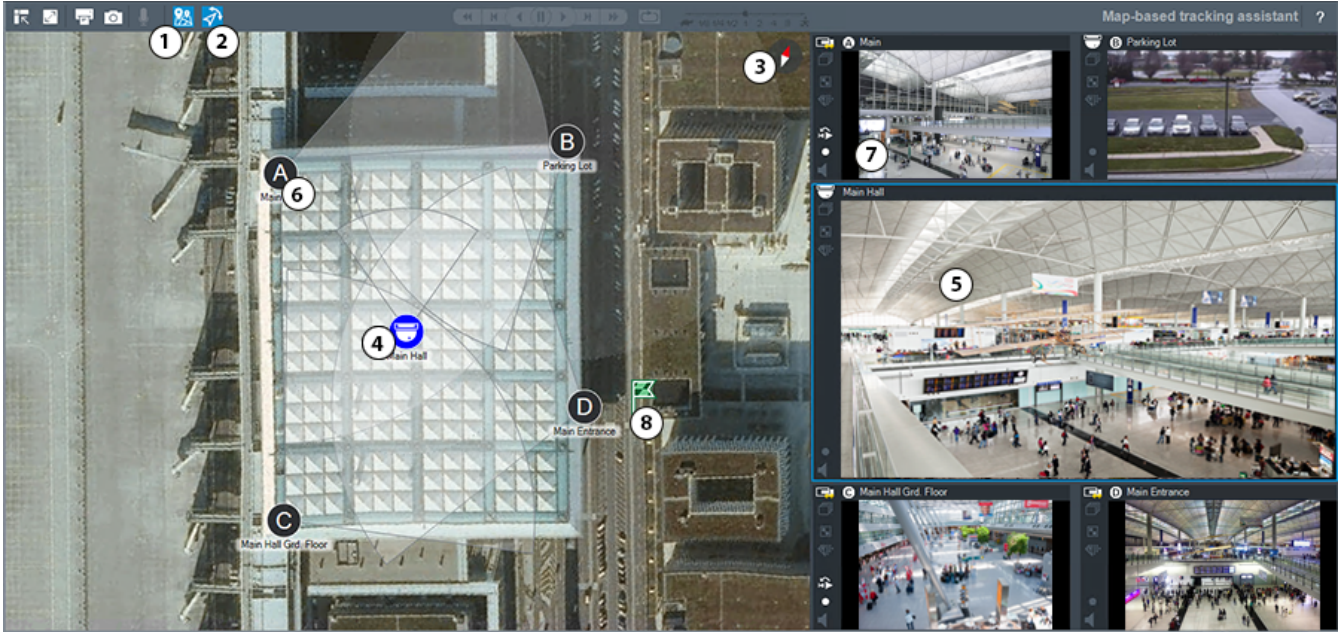 Map-based tracking assistant ?
1
2
3
A Main
B Parking Lot
7
B
Parking Lot
A
Main
6
Main Hall
5
4
Main Hall
8
D
Main Entrance
C
Main Hall Grd. Floor
C Main Hall Grd. Floor
D Main Entrance